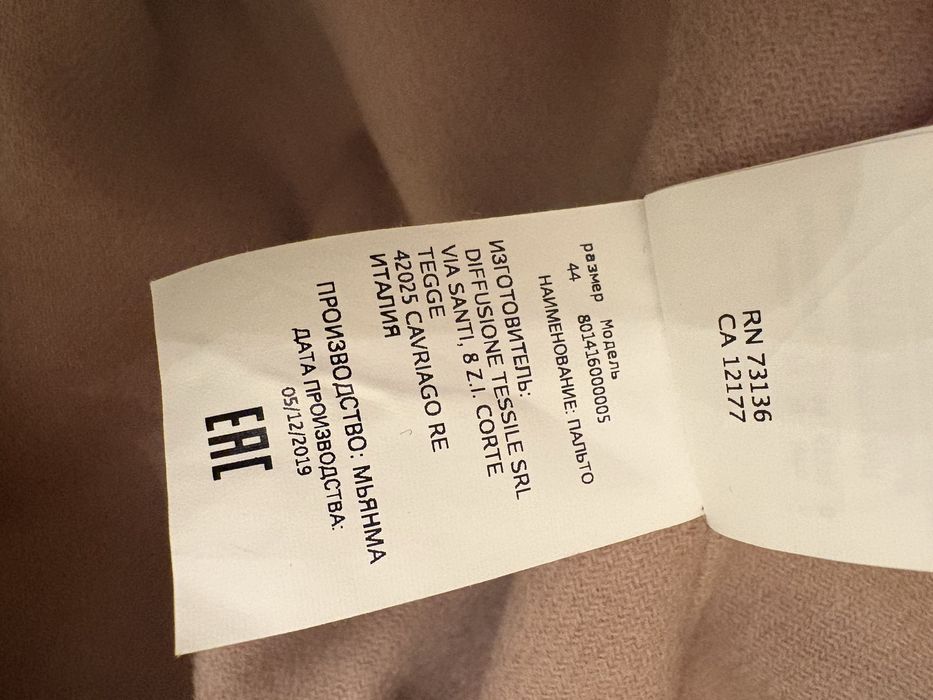 RN 73136
CA 12177
размер Модель
44 801416000005
НАИМЕНОВАНИЕ: ПАЛЬТО
ИЗГОТОВИТЕЛЬ:
DIFFUSIONE TESSILE SRL
VIA SANTI, 8 Z.I. CORTE
TEGGE
42025 CAVRIAGO RE
ИТАЛИЯ
ПРОИЗВОДСТВО: МЬЯНМА
ДАТА ПРОИЗВОДСТВА:
05/12/2019
EAC